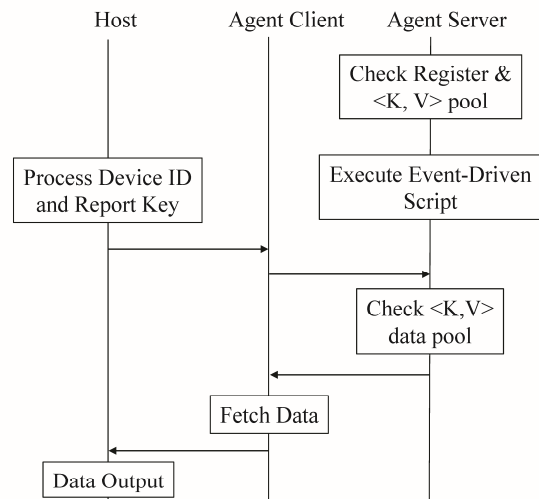 Host Agent Client Agent Server
Check Register &
<K, V> pool
Process Device ID
and Report Key
Execute Event-Driven
Script
Check <K,V>
data pool
Fetch Data
Data Output